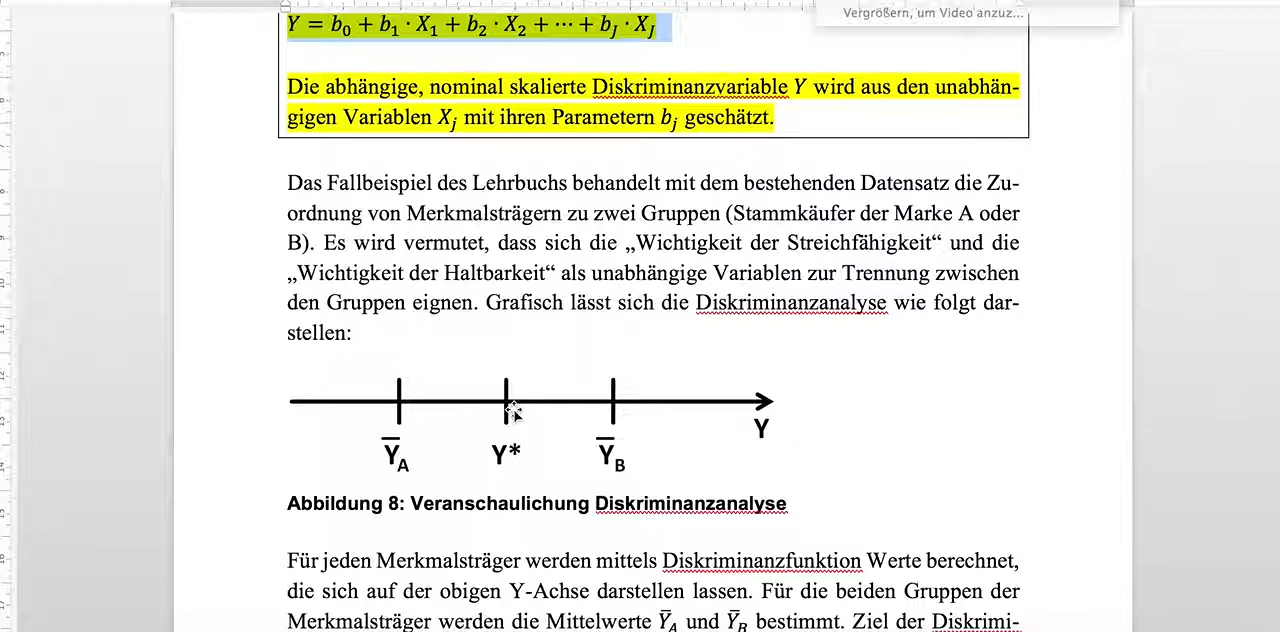 Vergrößern, um Video anzuz...
Y = b₀ + b₁ · X₁ + b₂ · X₂ + ⋯ + b_J · X_J
Die abhängige, nominal skalierte Diskriminanzvariable Y wird aus den unabhän-
gigen Variablen X_j mit ihren Parametern b_j geschätzt.
Das Fallbeispiel des Lehrbuchs behandelt mit dem bestehenden Datensatz die Zu-
ordnung von Merkmalsträgern zu zwei Gruppen (Stammkäufer der Marke A oder
B). Es wird vermutet, dass sich die „Wichtigkeit der Streichfähigkeit“ und die
„Wichtigkeit der Haltbarkeit“ als unabhängige Variablen zur Trennung zwischen
den Gruppen eignen. Grafisch lässt sich die Diskriminanzanalyse wie folgt dar-
stellen:
Y
Ȳ_A Y* Ȳ_B
Abbildung 8: Veranschaulichung Diskriminanzanalyse
Für jeden Merkmalsträger werden mittels Diskriminanzfunktion Werte berechnet,
die sich auf der obigen Y-Achse darstellen lassen. Für die beiden Gruppen der
Merkmalsträger werden die Mittelwerte Ȳ_A und Ȳ_B bestimmt. Ziel der Diskrimi-